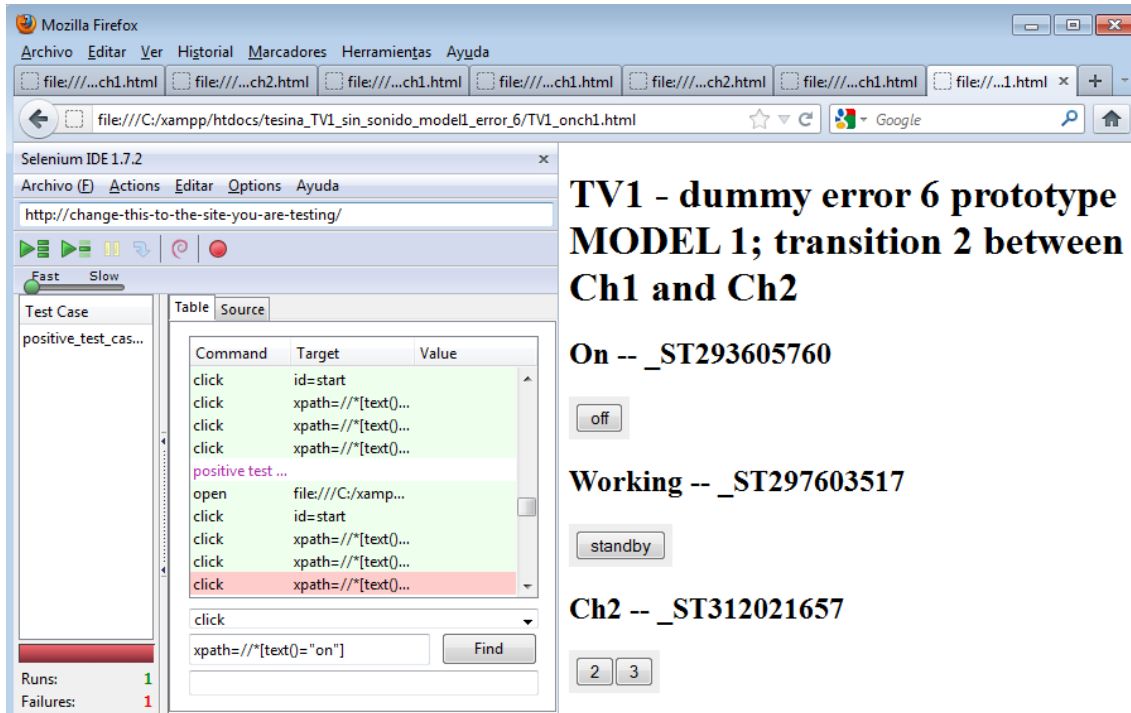 Mozilla Firefox
Archivo Editar Ver Historial Marcadores Herramientas Ayuda
file:///...ch1.html file:///...ch2.html file:///...ch1.html file:///...ch1.html file:///...ch2.html file:///...ch1.html file://...1.html × +
file:///C:/xampp/htdocs/tesina_TV1_sin_sonido_model1_error_6/TV1_onch1.html Google
Selenium IDE 1.7.2 ×
Archivo (F) Actions Editar Options Ayuda
http://change-this-to-the-site-you-are-testing/
Fast Slow
Test Case
positive_test_cas...
Runs: 1
Failures: 1
Table Source
Command Target Value
click id=start
click xpath=//*[text()...
click xpath=//*[text()...
click xpath=//*[text()...
positive test ...
open file:///C:/xamp...
click id=start
click xpath=//*[text()...
click xpath=//*[text()...
click xpath=//*[text()...
click
xpath=//*[text()="on"] Find
TV1 - dummy error 6 prototype
MODEL 1; transition 2 between
Ch1 and Ch2
On -- _ST293605760
off
Working -- _ST297603517
standby
Ch2 -- _ST312021657
2 3